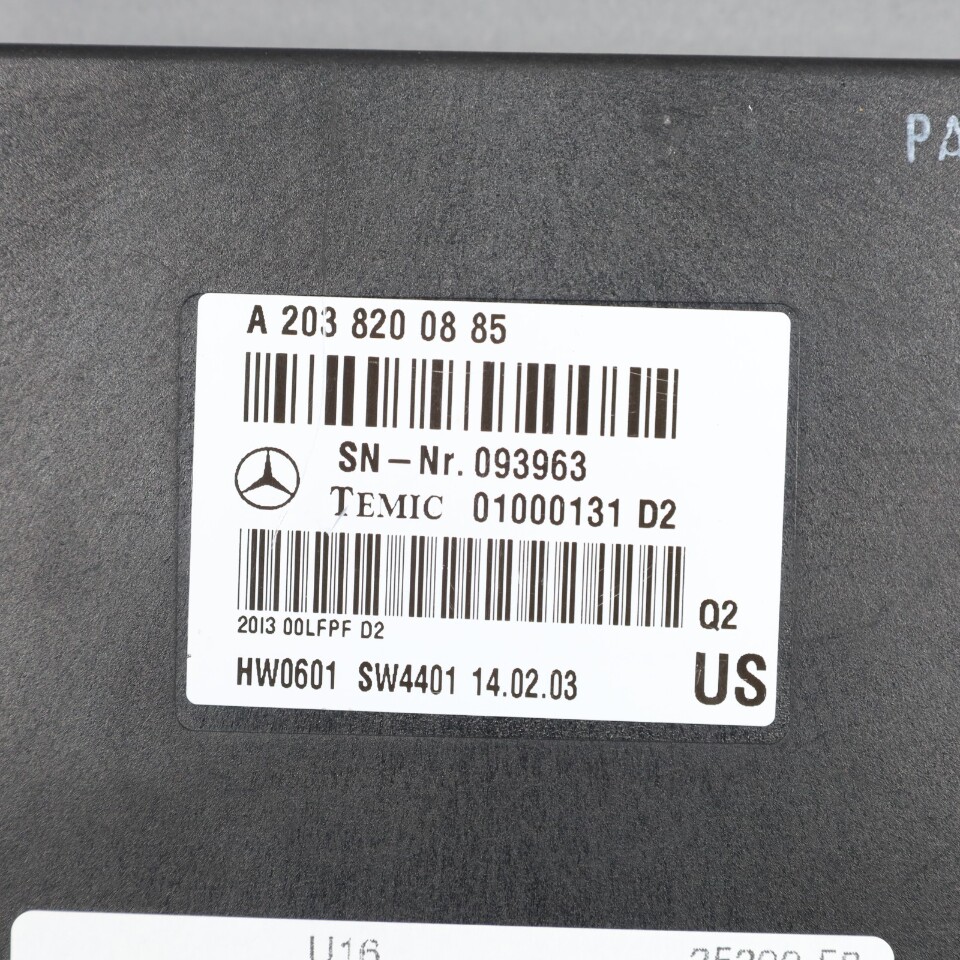 PA
A 203 820 08 85
SN-Nr. 093963
TEMIC 01000131 D2
Q2
2013 00LFPF D2
HW0601 SW4401 14.02.03
US
U16